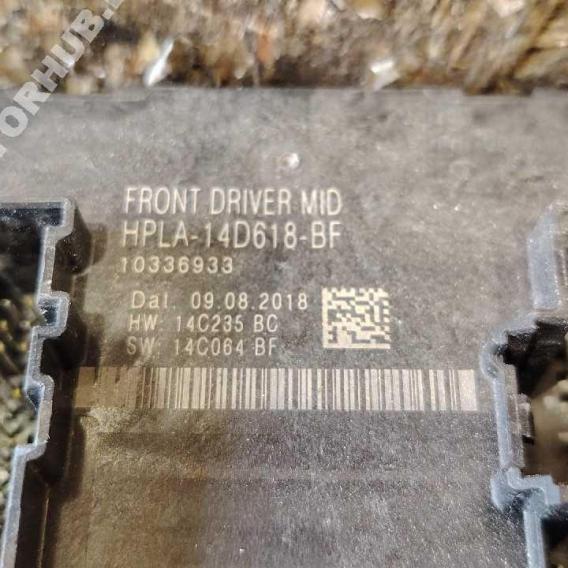 FRONT DRIVER MID
HPLA-14D618-BF
10336933
Dat. 09.08.2018
HW: 14C235 BC
SW: 14C064 BF